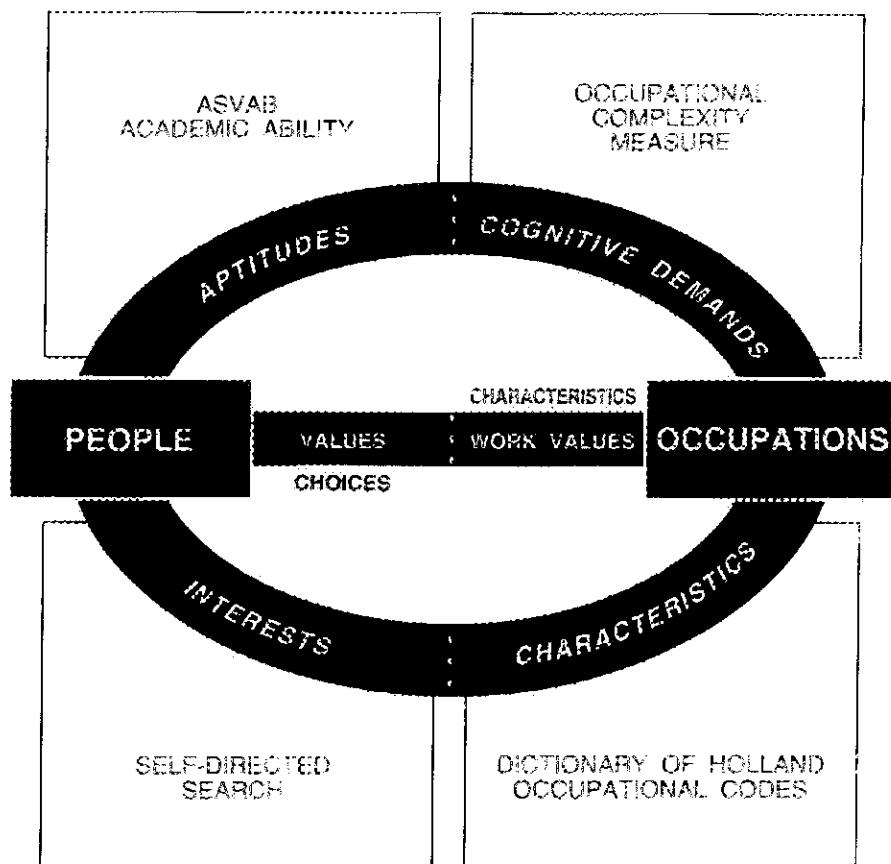 ASVAB
ACADEMIC ABILITY
OCCUPATIONAL
COMPLEXITY
MEASURE
APTITUDES
COGNITIVE DEMANDS
PEOPLE
VALUES
CHOICES
CHARACTERISTICS
WORK VALUES
OCCUPATIONS
INTERESTS
CHARACTERISTICS
SELF-DIRECTED
SEARCH
DICTIONARY OF HOLLAND
OCCUPATIONAL CODES